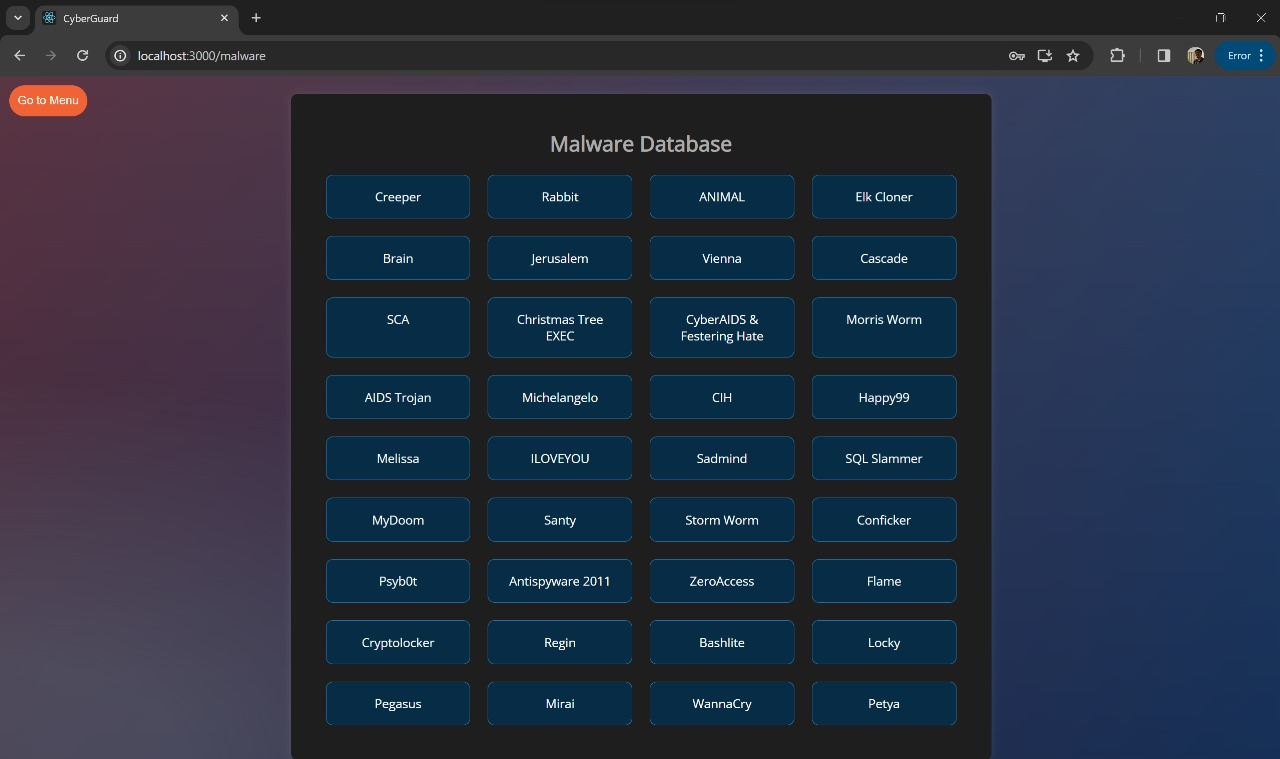 CyberGuard
localhost:3000/malware
Error
Go to Menu
Malware Database
Creeper
Rabbit
ANIMAL
Elk Cloner
Brain
Jerusalem
Vienna
Cascade
SCA
Christmas Tree
EXEC
CyberAIDS &
Festering Hate
Morris Worm
AIDS Trojan
Michelangelo
CIH
Happy99
Melissa
ILOVEYOU
Sadmind
SQL Slammer
MyDoom
Santy
Storm Worm
Conficker
Psyb0t
Antispyware 2011
ZeroAccess
Flame
Cryptolocker
Regin
Bashlite
Locky
Pegasus
Mirai
WannaCry
Petya